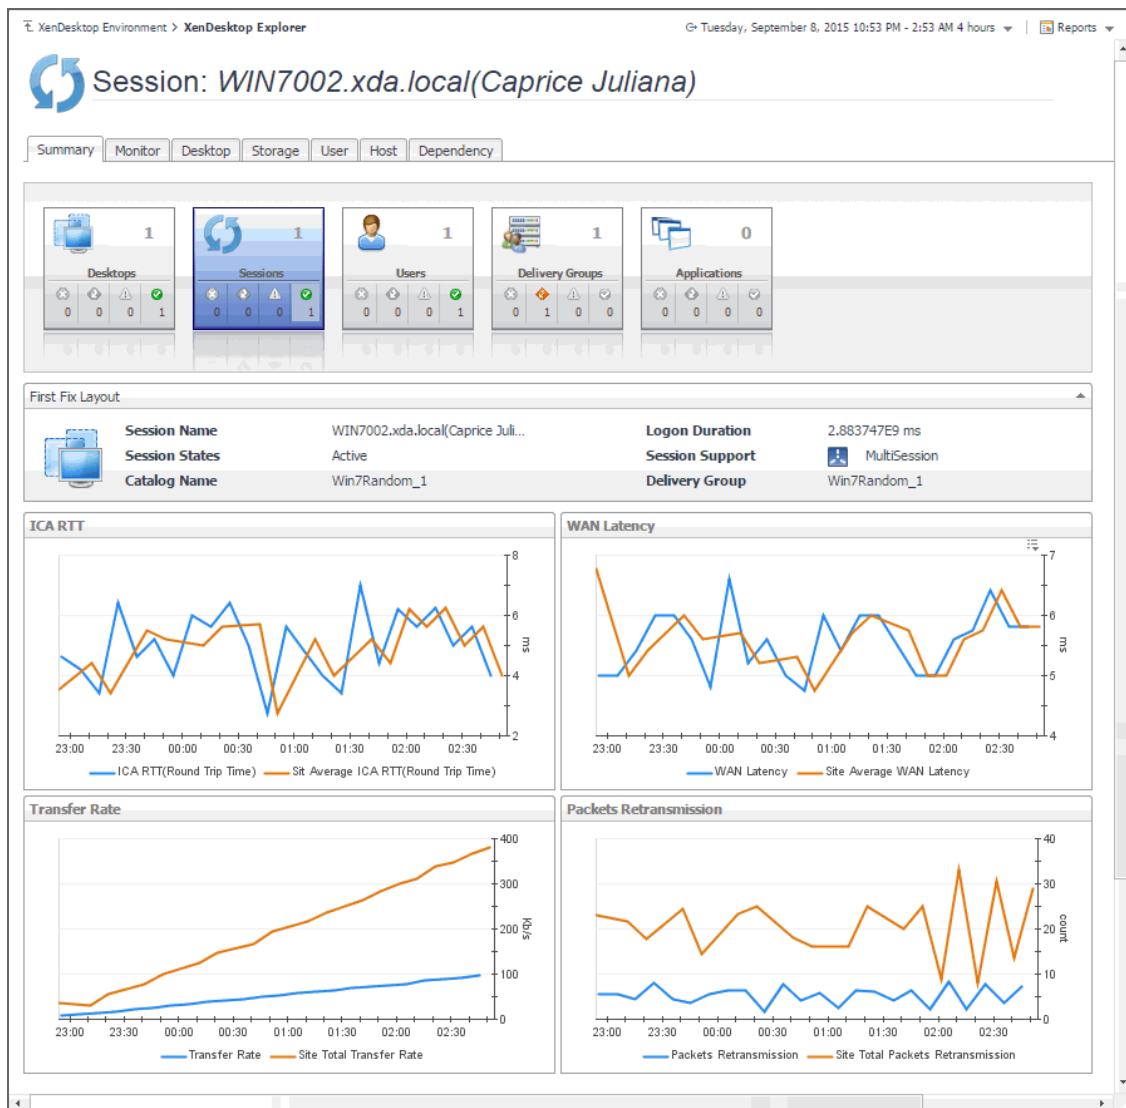 XenDesktop Environment > XenDesktop Explorer
Tuesday, September 8, 2015 10:53 PM - 2:53 AM 4 hours | Reports
Session: WIN7002.xda.local(Caprice Juliana)
Summary Monitor Desktop Storage User Host Dependency
1 1 1 1 0
Desktops Sessions Users Delivery Groups Applications
0 0 0 1 0 0 0 1 0 0 0 1 0 1 0 0 0 0 0 0
First Fix Layout
Session Name WIN7002.xda.local(Caprice Juli... Logon Duration 2.883747E9 ms
Session States Active Session Support MultiSession
Catalog Name Win7Random_1 Delivery Group Win7Random_1
ICA RTT
8
6
ms
4
2
23:00 23:30 00:00 00:30 01:00 01:30 02:00 02:30
ICA RTT(Round Trip Time) Sit Average ICA RTT(Round Trip Time)
WAN Latency
7
6
ms
5
4
23:00 23:30 00:00 00:30 01:00 01:30 02:00 02:30
WAN Latency Site Average WAN Latency
Transfer Rate
400
300
200
Kb/s
100
0
23:00 23:30 00:00 00:30 01:00 01:30 02:00 02:30
Transfer Rate Site Total Transfer Rate
Packets Retransmission
40
30
20
count
10
0
23:00 23:30 00:00 00:30 01:00 01:30 02:00 02:30
Packets Retransmission Site Total Packets Retransmission